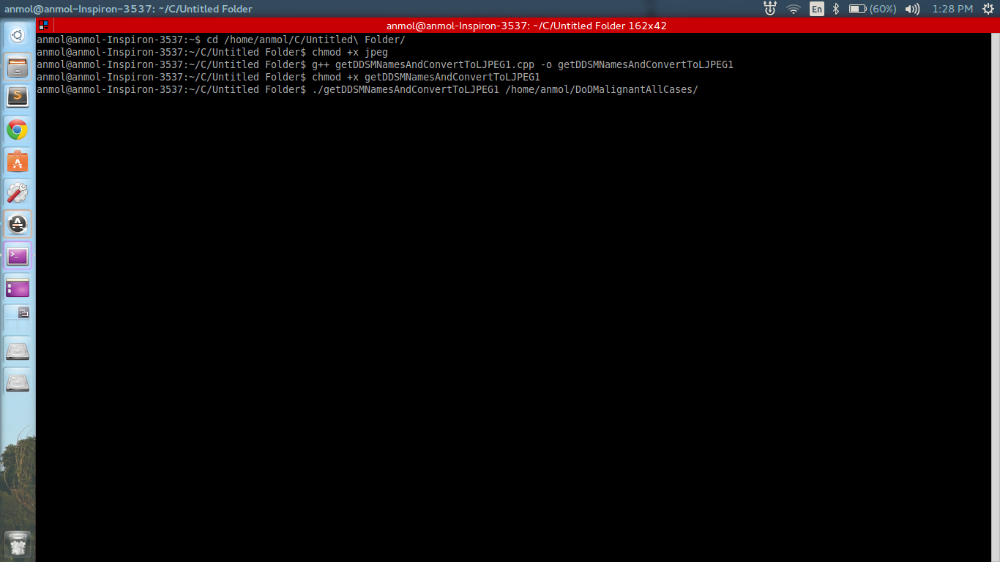 anmol@anmol-Inspiron-3537: ~/C/Untitled Folder
En
(60%)
1:28 PM
anmol@anmol-Inspiron-3537: ~/C/Untitled Folder 162x42
anmol@anmol-Inspiron-3537:~$ cd /home/anmol/C/Untitled\ Folder/
anmol@anmol-Inspiron-3537:~/C/Untitled Folder$ chmod +x jpeg
anmol@anmol-Inspiron-3537:~/C/Untitled Folder$ g++ getDDSMNamesAndConvertToLJPEG1.cpp -o getDDSMNamesAndConvertToLJPEG1
anmol@anmol-Inspiron-3537:~/C/Untitled Folder$ chmod +x getDDSMNamesAndConvertToLJPEG1
anmol@anmol-Inspiron-3537:~/C/Untitled Folder$ ./getDDSMNamesAndConvertToLJPEG1 /home/anmol/DoDMalignantAllCases/